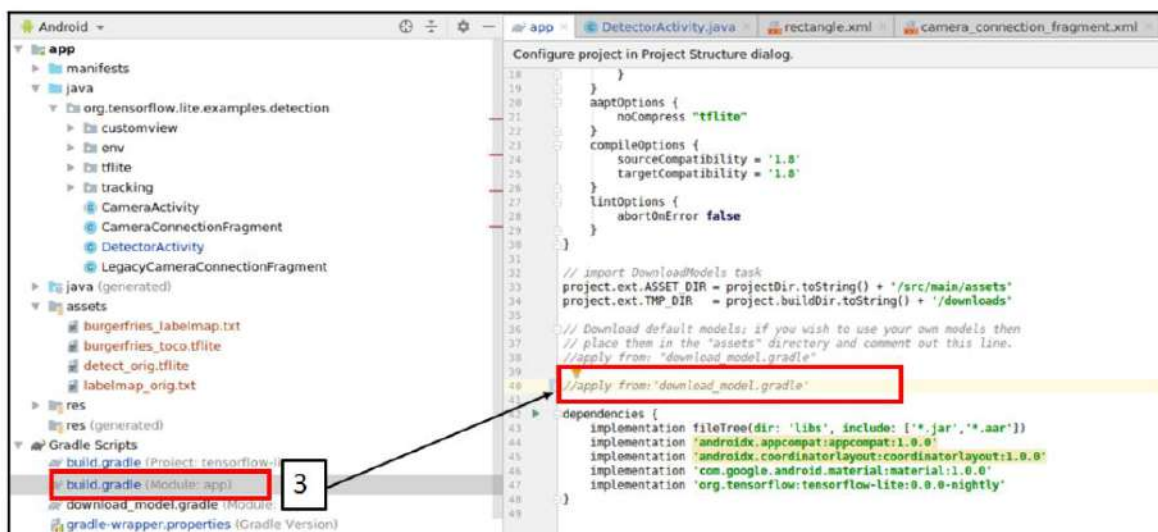 Android
app
manifests
java
org.tensorflow.lite.examples.detection
customview
env
tflite
tracking
CameraActivity
CameraConnectionFragment
DetectorActivity
LegacyCameraConnectionFragment
java (generated)
assets
burgerfries_labelmap.txt
burgerfries_toco.tflite
detect_orig.tflite
labelmap_orig.txt
res
res (generated)
Gradle Scripts
build.gradle (Project: tensorflow-li
build.gradle (Module: app)
3
download_model.gradle (Module:
gradle-wrapper.properties (Gradle Version)
app
DetectorActivity.java
rectangle.xml
camera_connection_fragment.xml
Configure project in Project Structure dialog.
18 }
19 }
20 aaptOptions {
21 noCompress "tflite"
22 }
23 compileOptions {
24 sourceCompatibility = '1.8'
25 targetCompatibility = '1.8'
26 }
27 lintOptions {
28 abortOnError false
29 }
30 }
31
32 // import DownloadModels task
33 project.ext.ASSET_DIR = projectDir.toString() + '/src/main/assets'
34 project.ext.TMP_DIR = project.buildDir.toString() + '/downloads'
35
36 // Download default models; if you wish to use your own models then
37 // place them in the "assets" directory and comment out this line.
38 //apply from: "download_model.gradle"
39
40 //apply from:'download_model.gradle'
41
42 dependencies {
43 implementation fileTree(dir: 'libs', include: ['*.jar','*.aar'])
44 implementation 'androidx.appcompat:appcompat:1.0.0'
45 implementation 'androidx.coordinatorlayout:coordinatorlayout:1.0.0'
46 implementation 'com.google.android.material:material:1.0.0'
47 implementation 'org.tensorflow:tensorflow-lite:0.0.0-nightly'
48 }
49